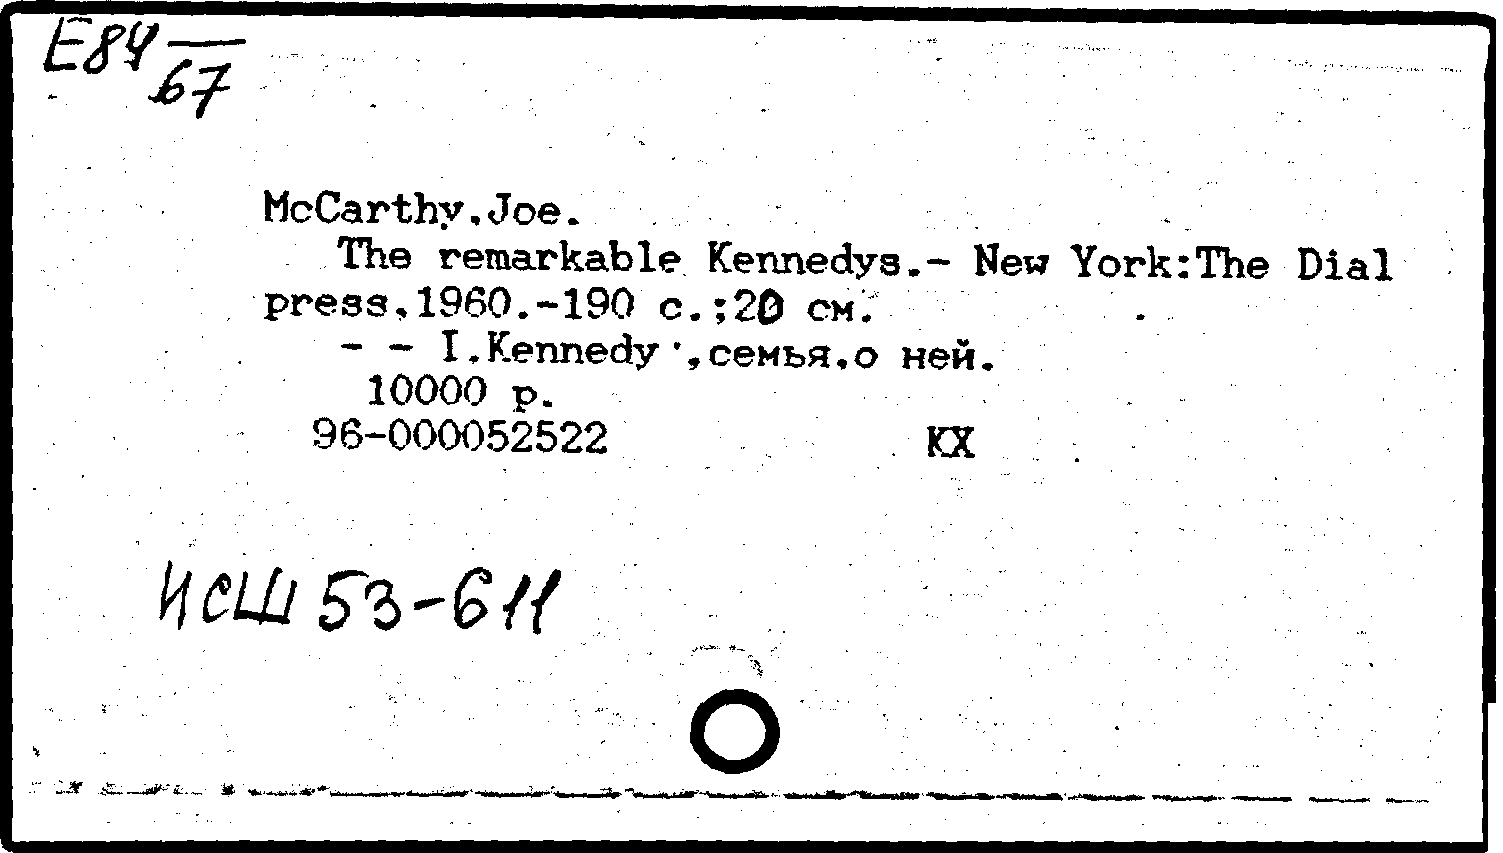 E84—
67
McCarthy,Joe.
The remarkable Kennedys.- New York:The Dial
press,1960.-190 с.;20 см.
- - I.Kennedy ,семья,о ней.
10000 р.
96-000052522 КХ
ИСШ 53-611